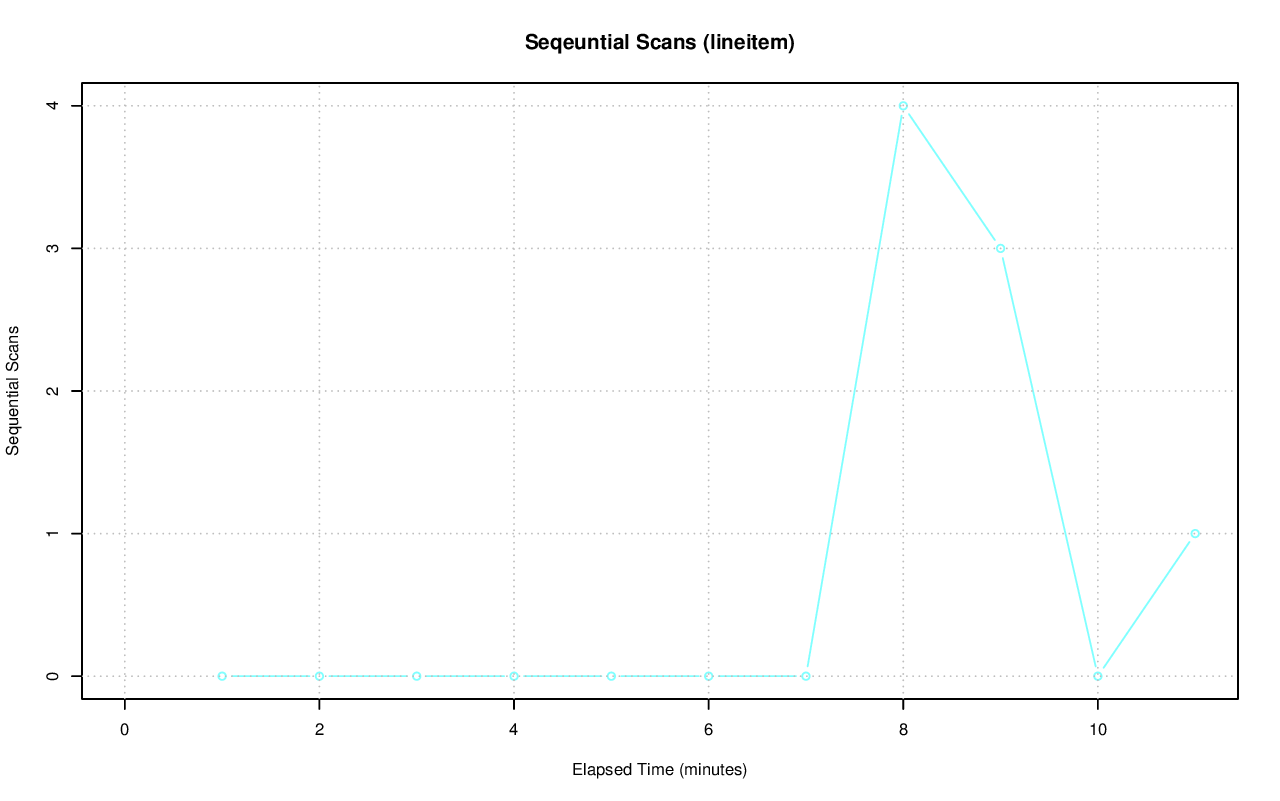 Seqeuntial Scans (lineitem)
Sequential Scans
4
3
2
1
0
0 2 4 6 8 10
Elapsed Time (minutes)